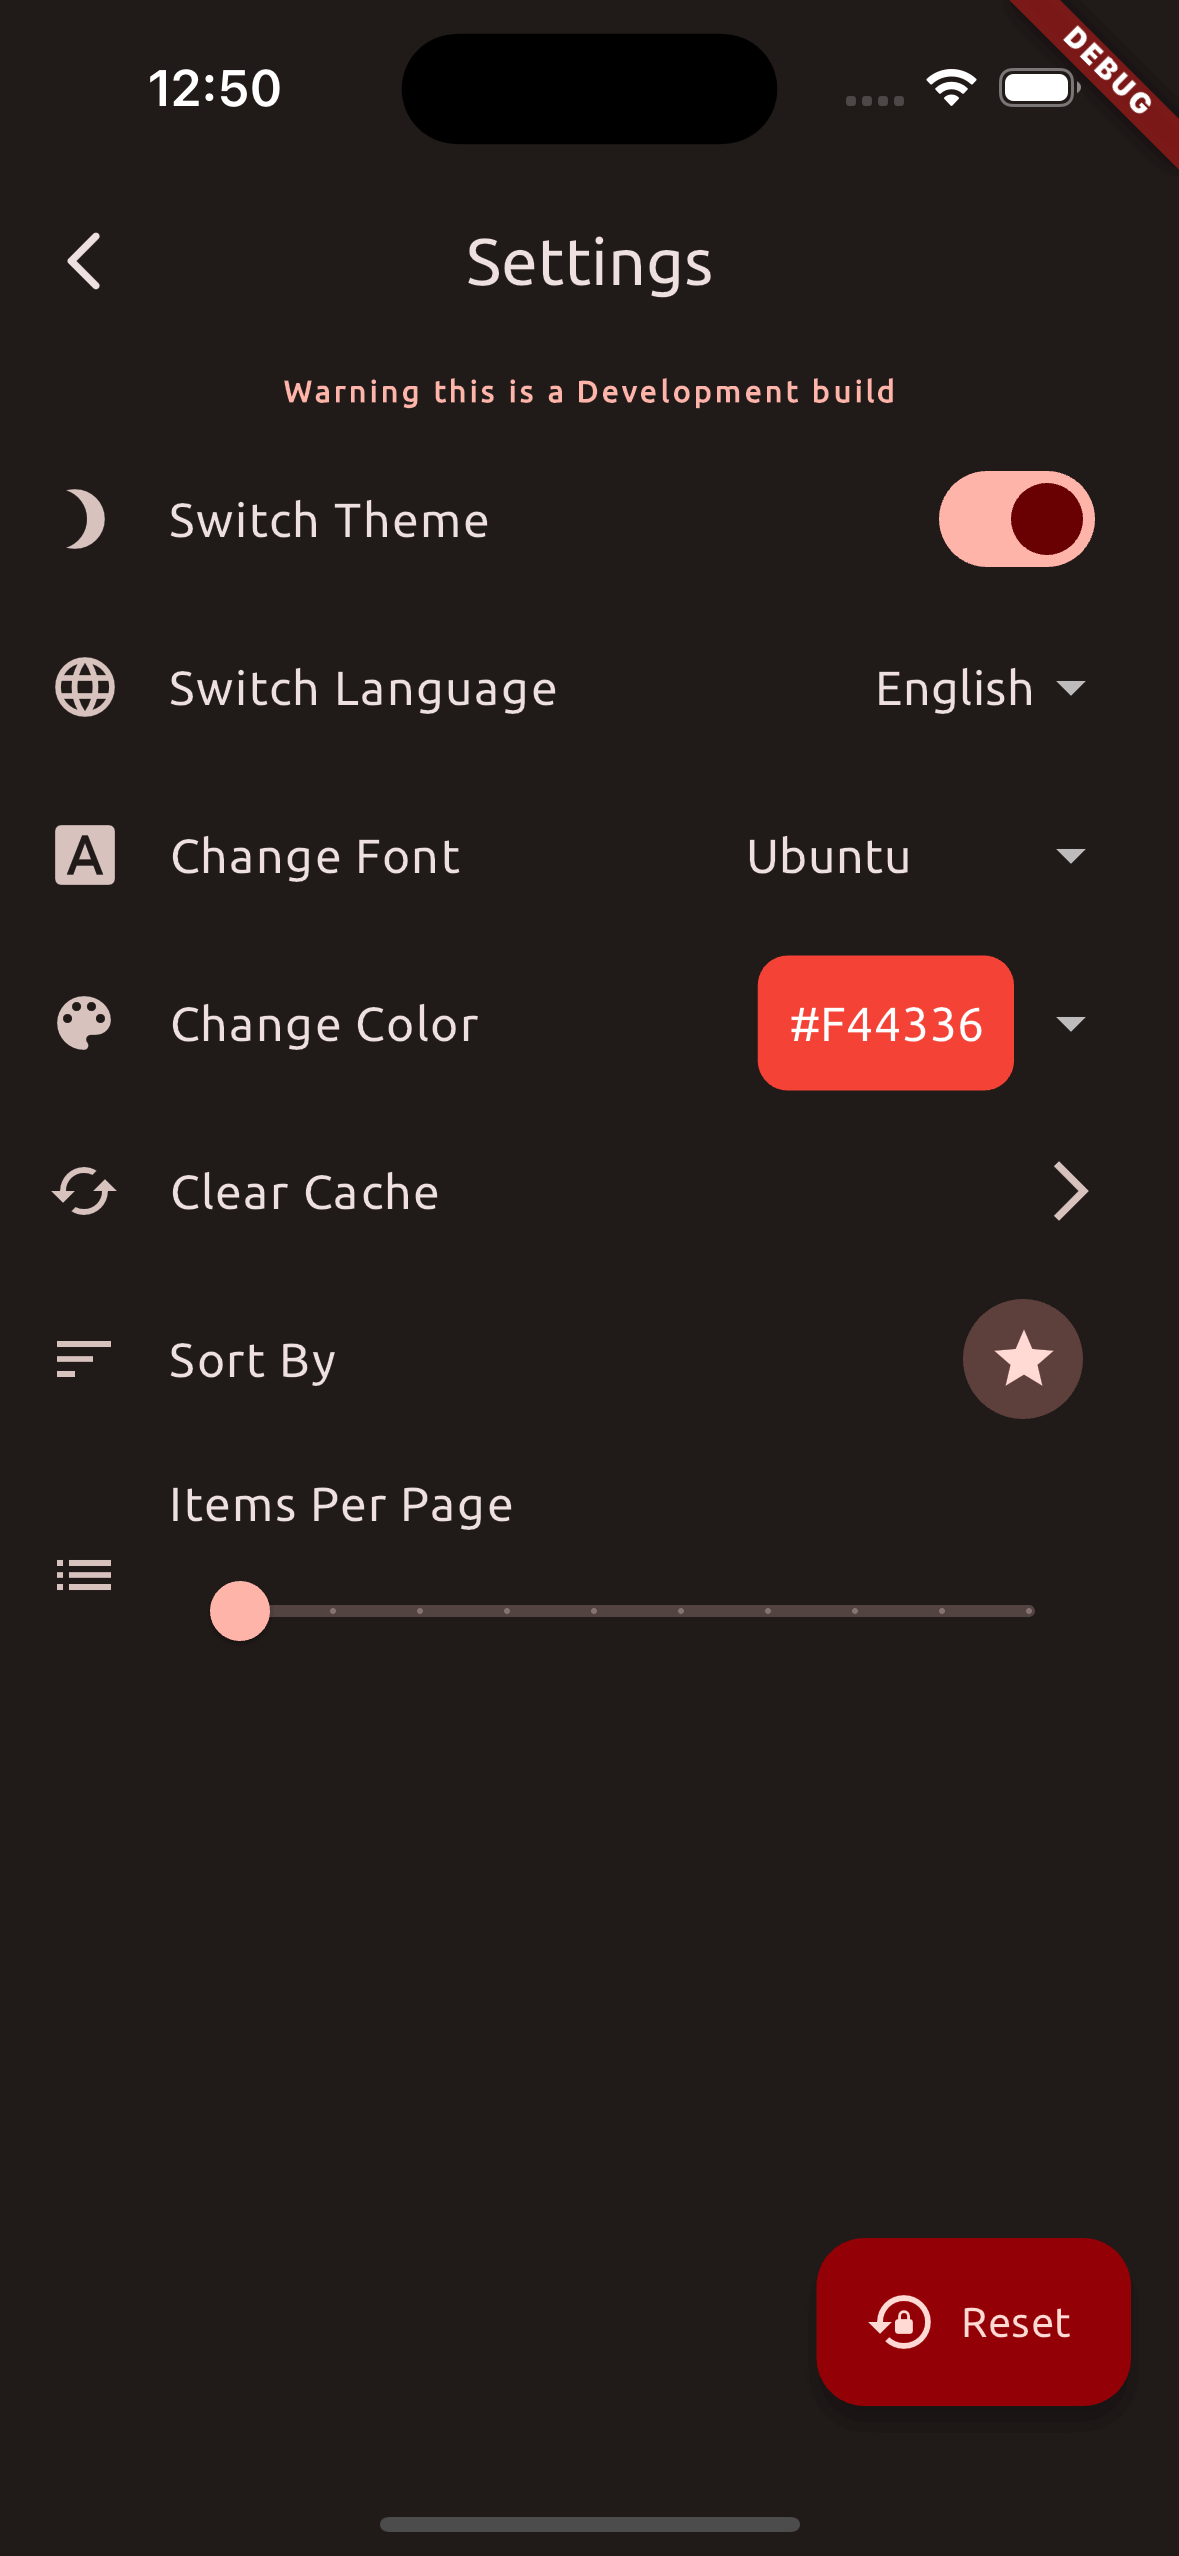 12:50
DEBUG
Settings
Warning this is a Development build
Switch Theme
Switch Language English
A Change Font Ubuntu
Change Color #F44336
Clear Cache
Sort By
Items Per Page
Reset